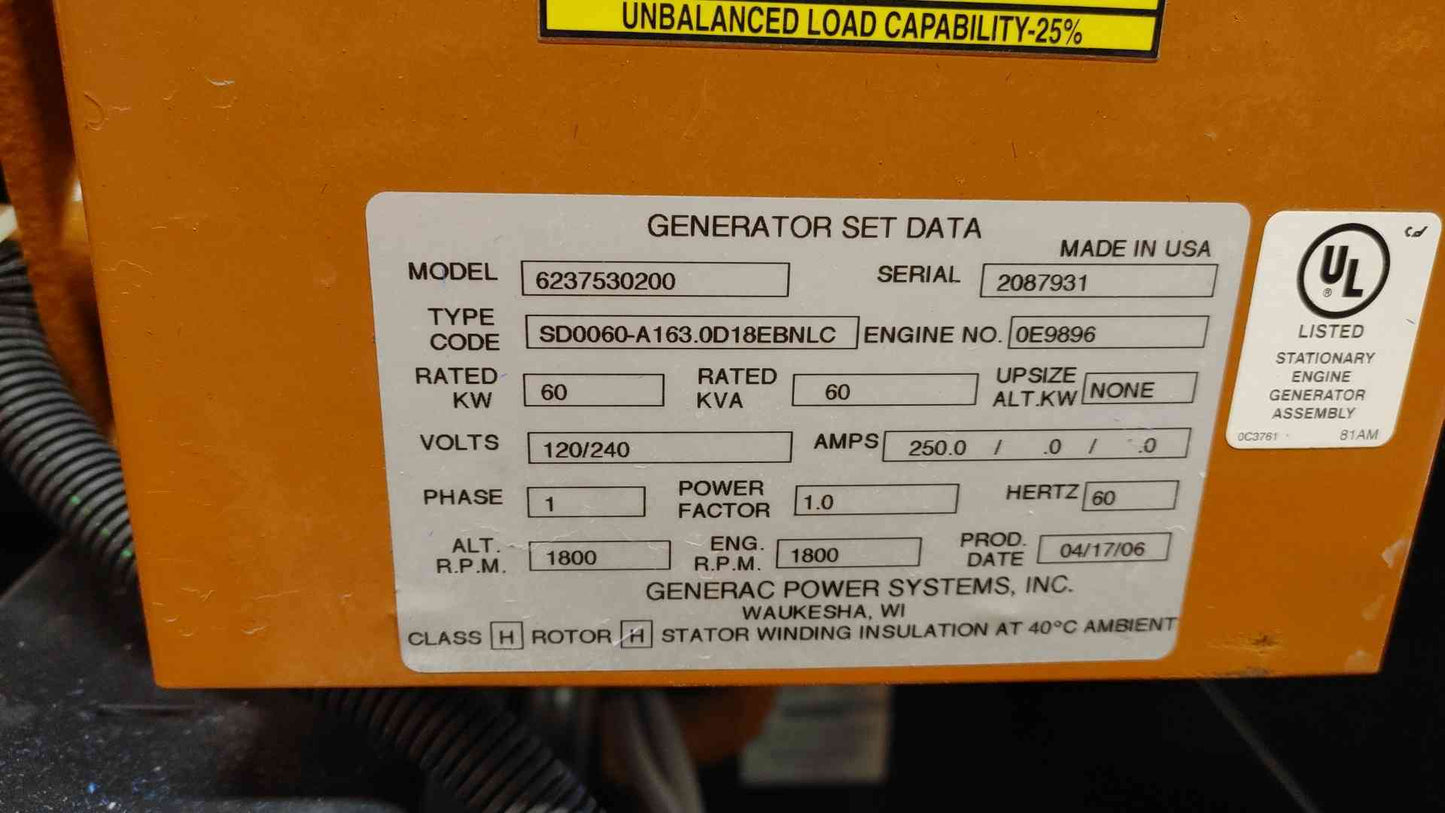 UNBALANCED LOAD CAPABILITY-25%
GENERATOR SET DATA
MADE IN USA
MODEL 6237530200 SERIAL 2087931
TYPE CODE SD0060-A163.0D18EBNLC ENGINE NO. 0E9896
RATED KW 60 RATED KVA 60 UPSIZE ALT.KW NONE
VOLTS 120/240 AMPS 250.0 / .0 / .0
PHASE 1 POWER FACTOR 1.0 HERTZ 60
ALT. R.P.M. 1800 ENG. R.P.M. 1800 PROD. DATE 04/17/06
GENERAC POWER SYSTEMS, INC.
WAUKESHA, WI
CLASS H ROTOR H STATOR WINDING INSULATION AT 40°C AMBIENT
UL
®
LISTED
STATIONARY
ENGINE
GENERATOR
ASSEMBLY
0C3761 81AM